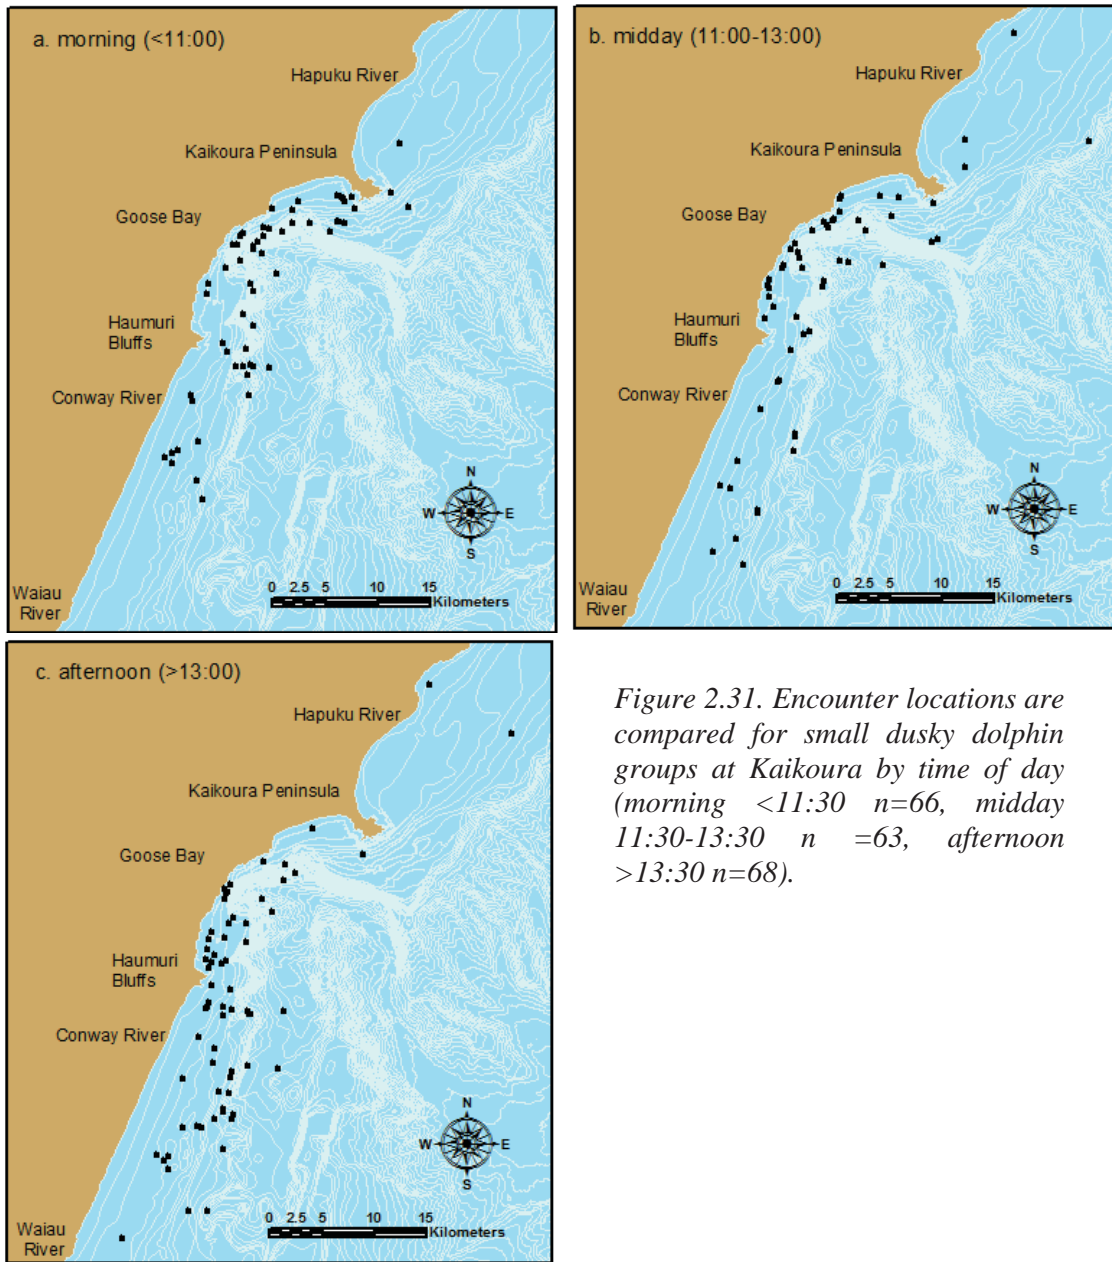 a. morning (<11:00)
Hapuku River
Kaikoura Peninsula
Goose Bay
Haumuri
Bluffs
Conway River
N
W E
S
Waiau
River
0 2.5 5 10 15
Kilometers
b. midday (11:00-13:00)
Hapuku River
Kaikoura Peninsula
Goose Bay
Haumuri
Bluffs
Conway River
N
W E
S
Waiau
River
0 2.5 5 10 15
Kilometers
c. afternoon (>13:00)
Hapuku River
Kaikoura Peninsula
Goose Bay
Haumuri
Bluffs
Conway River
N
W E
S
Waiau
River
0 2.5 5 10 15
Kilometers
Figure 2.31. Encounter locations are
compared for small dusky dolphin
groups at Kaikoura by time of day
(morning <11:30 n=66, midday
11:30-13:30 n =63, afternoon
>13:30 n=68).